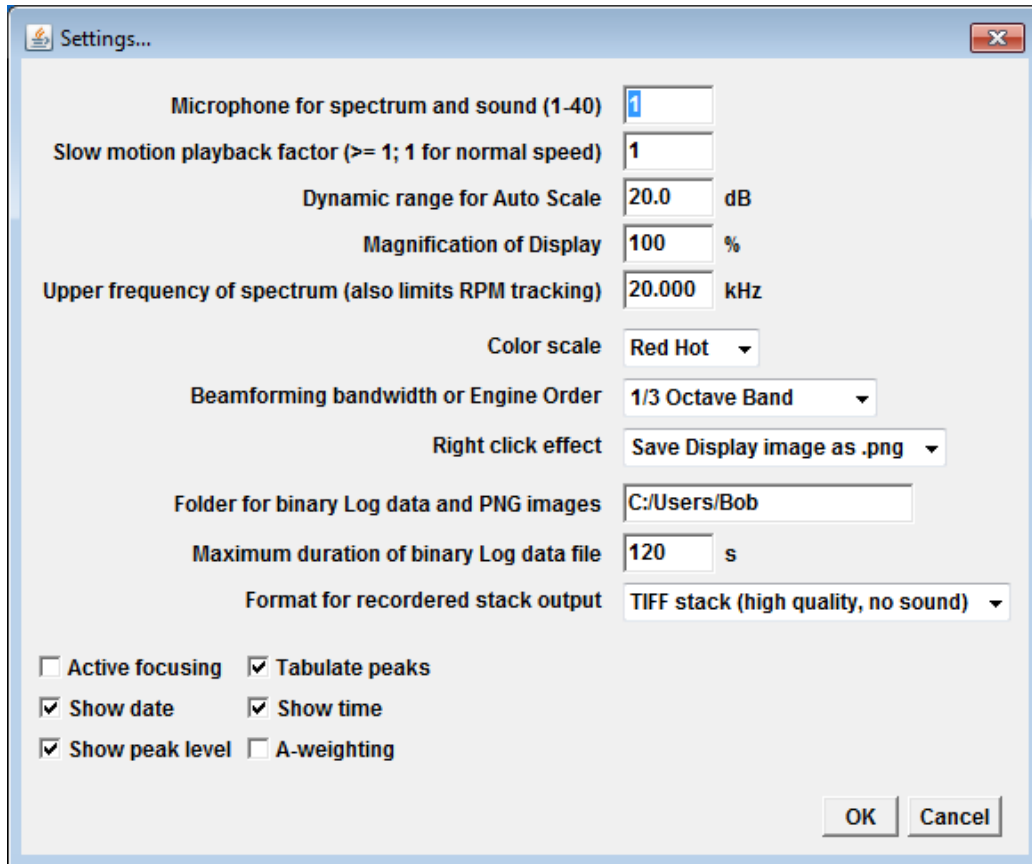 Settings...
Microphone for spectrum and sound (1-40) 1
Slow motion playback factor (>= 1; 1 for normal speed) 1
Dynamic range for Auto Scale 20.0 dB
Magnification of Display 100 %
Upper frequency of spectrum (also limits RPM tracking) 20.000 kHz
Color scale Red Hot
Beamforming bandwidth or Engine Order 1/3 Octave Band
Right click effect Save Display image as .png
Folder for binary Log data and PNG images C:/Users/Bob
Maximum duration of binary Log data file 120 s
Format for recordered stack output TIFF stack (high quality, no sound)
Active focusing Tabulate peaks
Show date Show time
Show peak level A-weighting
OK Cancel